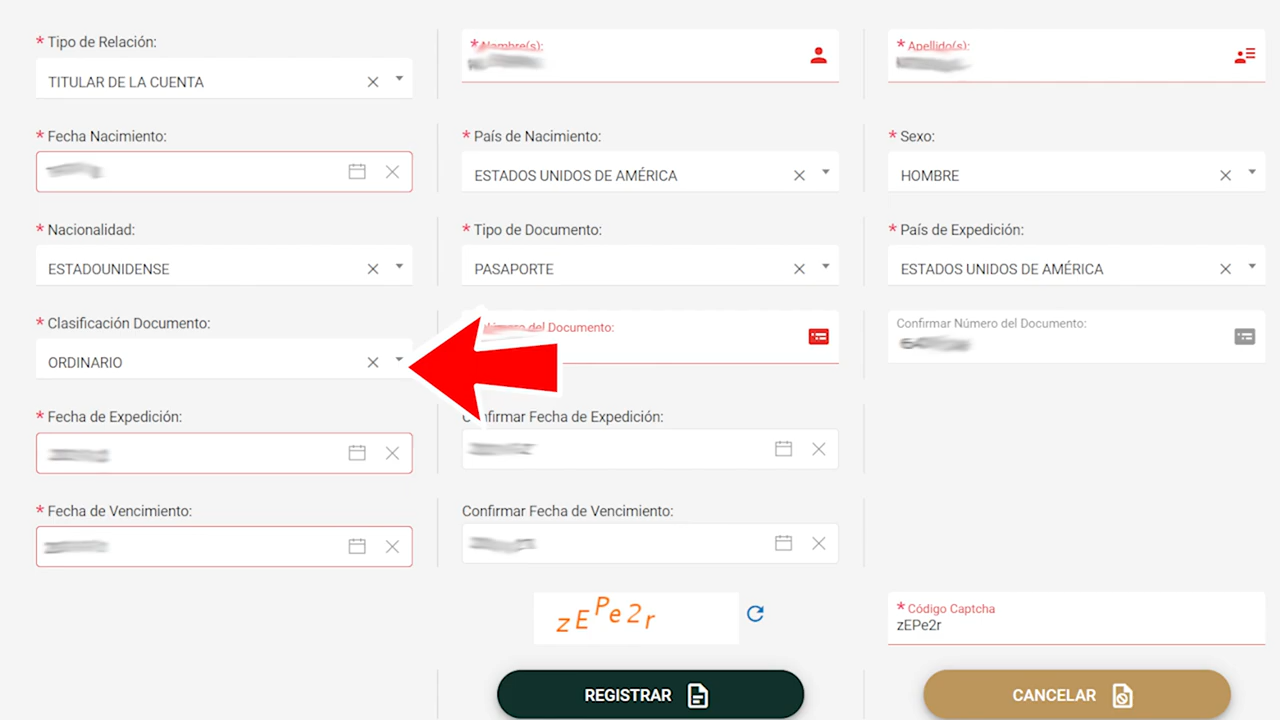 * Tipo de Relación:
TITULAR DE LA CUENTA
* Nombre(s):
* Apellido(s):
* Fecha Nacimiento:
* País de Nacimiento:
ESTADOS UNIDOS DE AMÉRICA
* Sexo:
HOMBRE
* Nacionalidad:
ESTADOUNIDENSE
* Tipo de Documento:
PASAPORTE
* País de Expedición:
ESTADOS UNIDOS DE AMÉRICA
* Clasificación Documento:
ORDINARIO
Número del Documento:
Confirmar Número del Documento:
* Fecha de Expedición:
Confirmar Fecha de Expedición:
* Fecha de Vencimiento:
Confirmar Fecha de Vencimiento:
zEPe2r
* Código Captcha
zEPe2r
REGISTRAR
CANCELAR